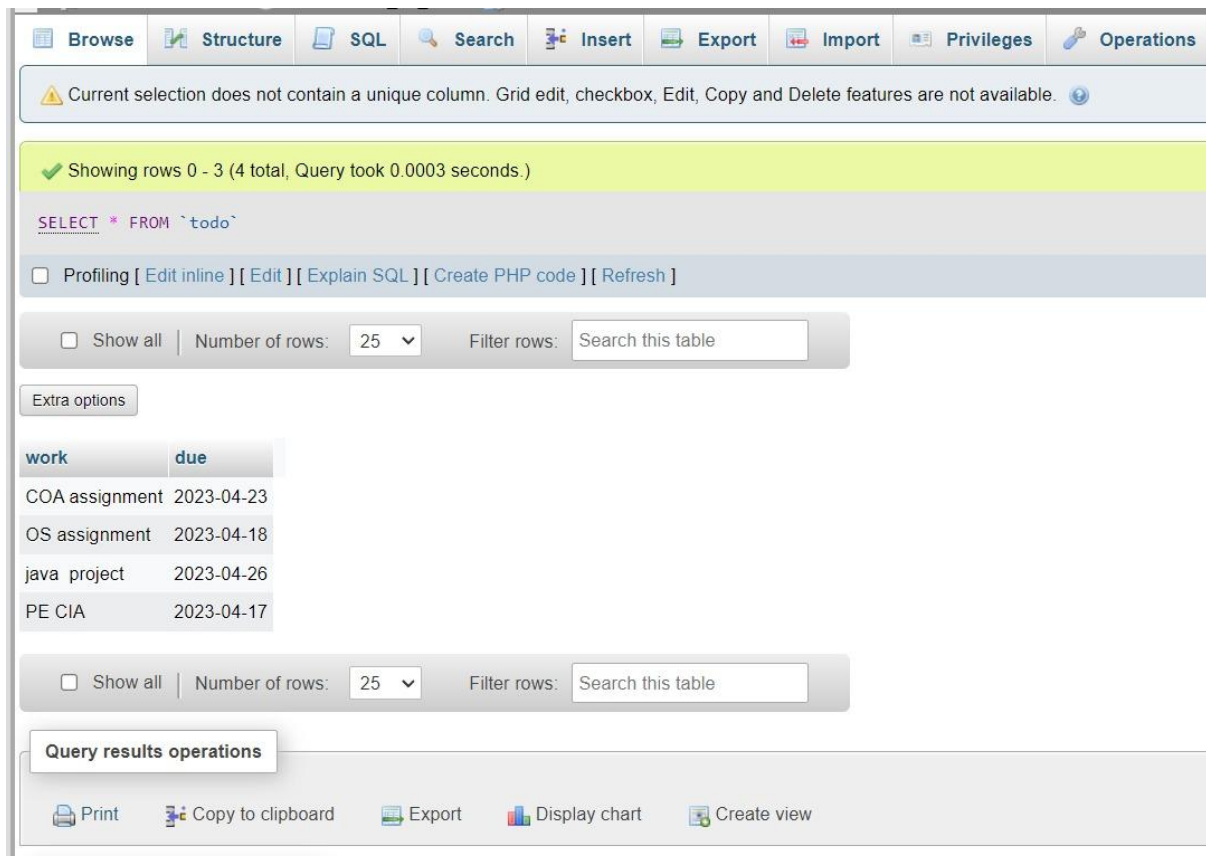 Browse Structure SQL Search Insert Export Import Privileges Operations
Current selection does not contain a unique column. Grid edit, checkbox, Edit, Copy and Delete features are not available.
Showing rows 0 - 3 (4 total, Query took 0.0003 seconds.)
SELECT * FROM `todo`
Profiling [ Edit inline ] [ Edit ] [ Explain SQL ] [ Create PHP code ] [ Refresh ]
Show all | Number of rows: 25 Filter rows: Search this table
Extra options
work due
COA assignment 2023-04-23
OS assignment 2023-04-18
java  project 2023-04-26
PE CIA 2023-04-17
Show all | Number of rows: 25 Filter rows: Search this table
Query results operations
Print Copy to clipboard Export Display chart Create view